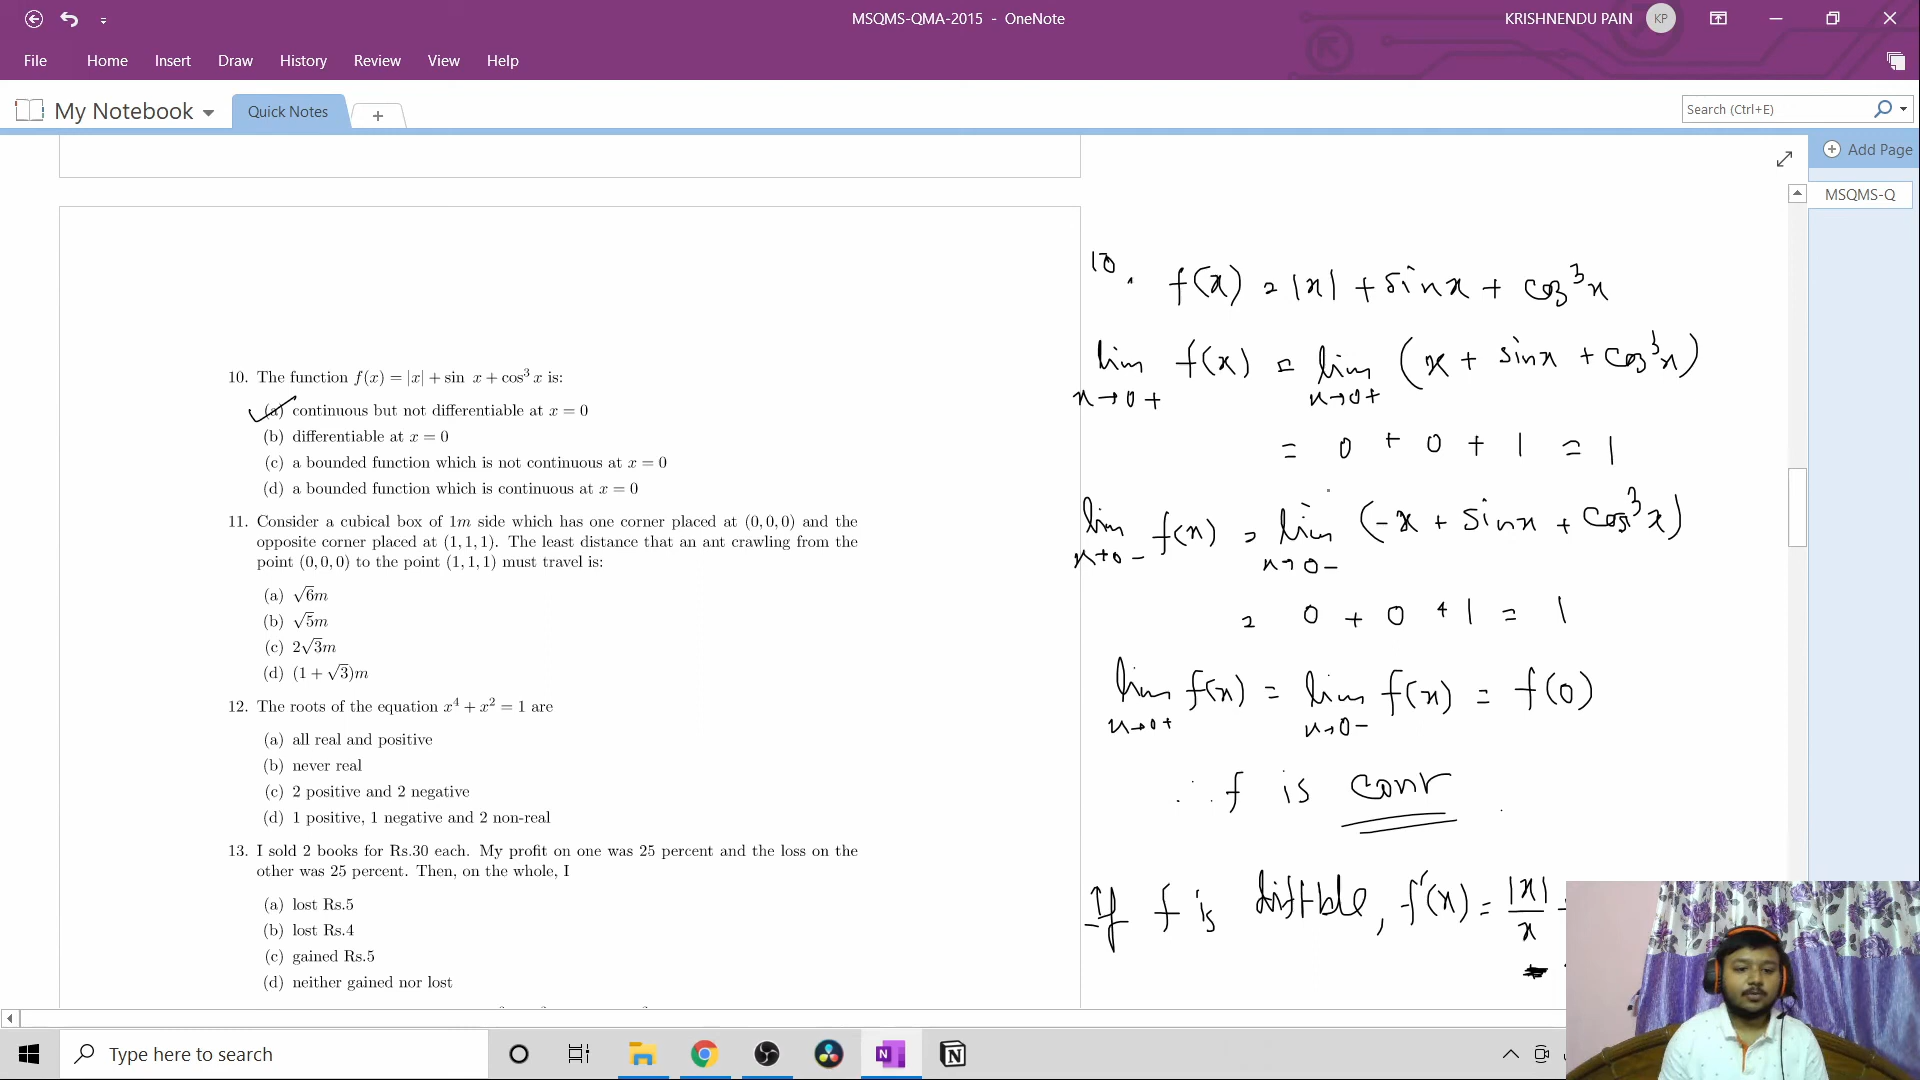 MSQMS-QMA-2015 - OneNote
KRISHNENDU PAIN KP
File Home Insert Draw History Review View Help
My Notebook Quick Notes +
Search (Ctrl+E)
Add Page
MSQMS-Q
10. The function f(x) = |x| + sin x + cos³ x is:
(a) continuous but not differentiable at x = 0
(b) differentiable at x = 0
(c) a bounded function which is not continuous at x = 0
(d) a bounded function which is continuous at x = 0
11. Consider a cubical box of 1m side which has one corner placed at (0, 0, 0) and the
opposite corner placed at (1, 1, 1). The least distance that an ant crawling from the
point (0, 0, 0) to the point (1, 1, 1) must travel is:
(a) √6m
(b) √5m
(c) 2√3m
(d) (1 + √3)m
12. The roots of the equation x⁴ + x² = 1 are
(a) all real and positive
(b) never real
(c) 2 positive and 2 negative
(d) 1 positive, 1 negative and 2 non-real
13. I sold 2 books for Rs.30 each. My profit on one was 25 percent and the loss on the
other was 25 percent. Then, on the whole, I
(a) lost Rs.5
(b) lost Rs.4
(c) gained Rs.5
(d) neither gained nor lost
10. f(x) = |x| + sin x + cos³x
lim x→0+ f(x) = lim x→0+ (x + sin x + cos³x)
= 0 + 0 + 1 = 1
lim x→0- f(x) = lim x→0- (-x + sin x + cos³x)
= 0 + 0 + 1 = 1
lim x→0+ f(x) = lim x→0- f(x) = f(0)
∴ f is cont
If f is diffble, f'(x) = |x|/x +
Type here to search